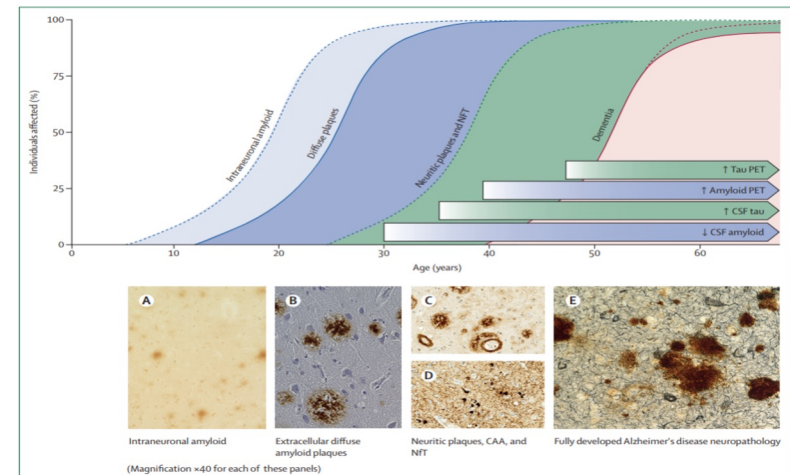 100
75
50
25
0
Individuals affected (%)
Intraneuronal amyloid
Diffuse plaques
Neuritic plaques and NFT
Dementia
↑ Tau PET
↑ Amyloid PET
↑ CSF tau
↓ CSF amyloid
0 10 20 30 40 50 60
Age (years)
A
B
C
D
E
Intraneuronal amyloid
Extracellular diffuse
amyloid plaques
Neuritic plaques, CAA, and
NfT
Fully developed Alzheimer's disease neuropathology
(Magnification ×40 for each of these panels)